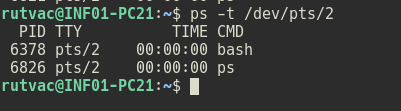 rutvac@INF01-PC21:~$ ps -t /dev/pts/2
PID TTY TIME CMD
6378 pts/2 00:00:00 bash
6826 pts/2 00:00:00 ps
rutvac@INF01-PC21:~$